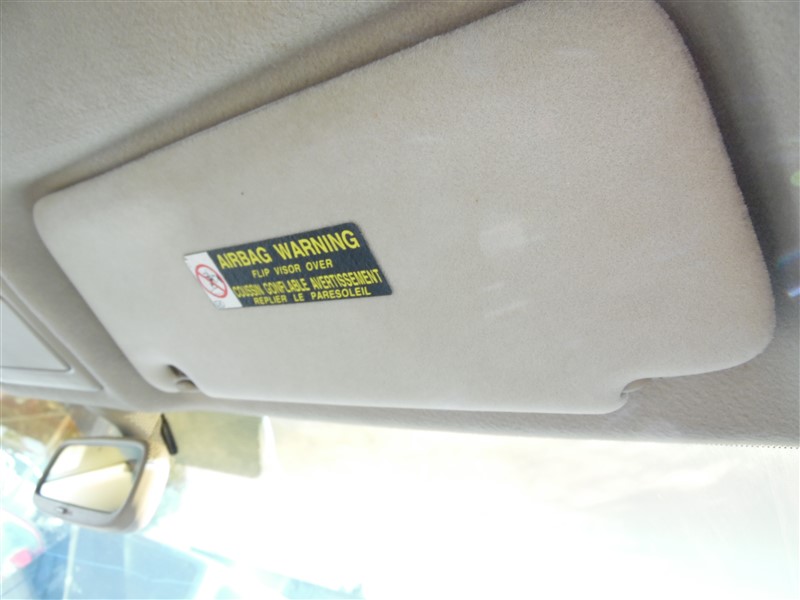 AIRBAG WARNING
FLIP VISOR OVER
COUSSIN GONFLABLE AVERTISSEMENT
REPLIER LE PARESOLEIL